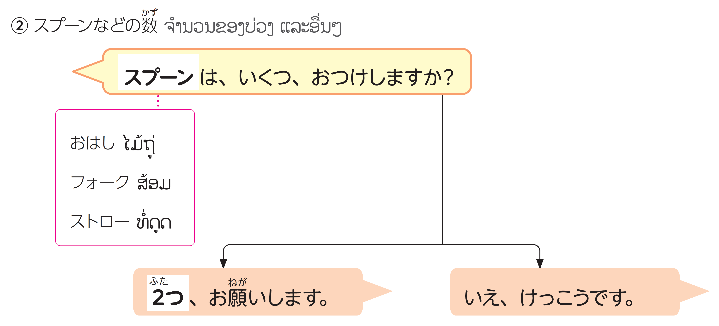 ② スプーンなどの数 ຈຳນວນຂອງບ່ວງ ແລະອື່ນໆ
かず
スプーンは、いくつ、おつけしますか？
おはし ໄມ້ຖູ່
フォーク ສ້ອມ
ストロー ທໍ່ດູດ
ふた ねが
2つ、お願いします。
いえ、けっこうです。